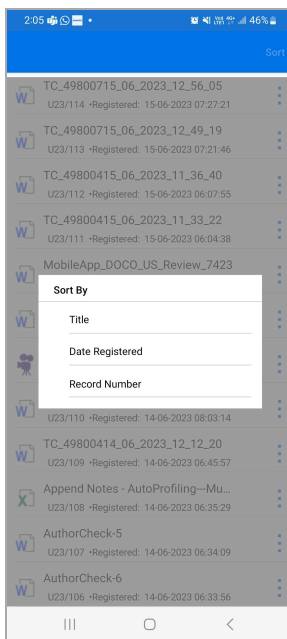 2:05
46%
Sort
TC_49800715_06_2023_12_56_05
U23/114 •Registered: 15-06-2023 07:27:21
TC_49800715_06_2023_12_49_19
U23/113 •Registered: 15-06-2023 07:21:46
TC_49800415_06_2023_11_36_40
U23/112 •Registered: 15-06-2023 06:07:55
TC_49800415_06_2023_11_33_22
U23/111 •Registered: 15-06-2023 06:04:38
MobileApp_DOCO_US_Review_7423
Sort By
Title
Date Registered
Record Number
U23/110 •Registered: 14-06-2023 08:03:14
TC_49800414_06_2023_12_12_20
U23/109 •Registered: 14-06-2023 06:45:57
Append Notes - AutoProfiling---Mu...
U23/108 •Registered: 14-06-2023 06:35:29
AuthorCheck-5
U23/107 •Registered: 14-06-2023 06:34:09
AuthorCheck-6
U23/106 •Registered: 14-06-2023 06:33:56